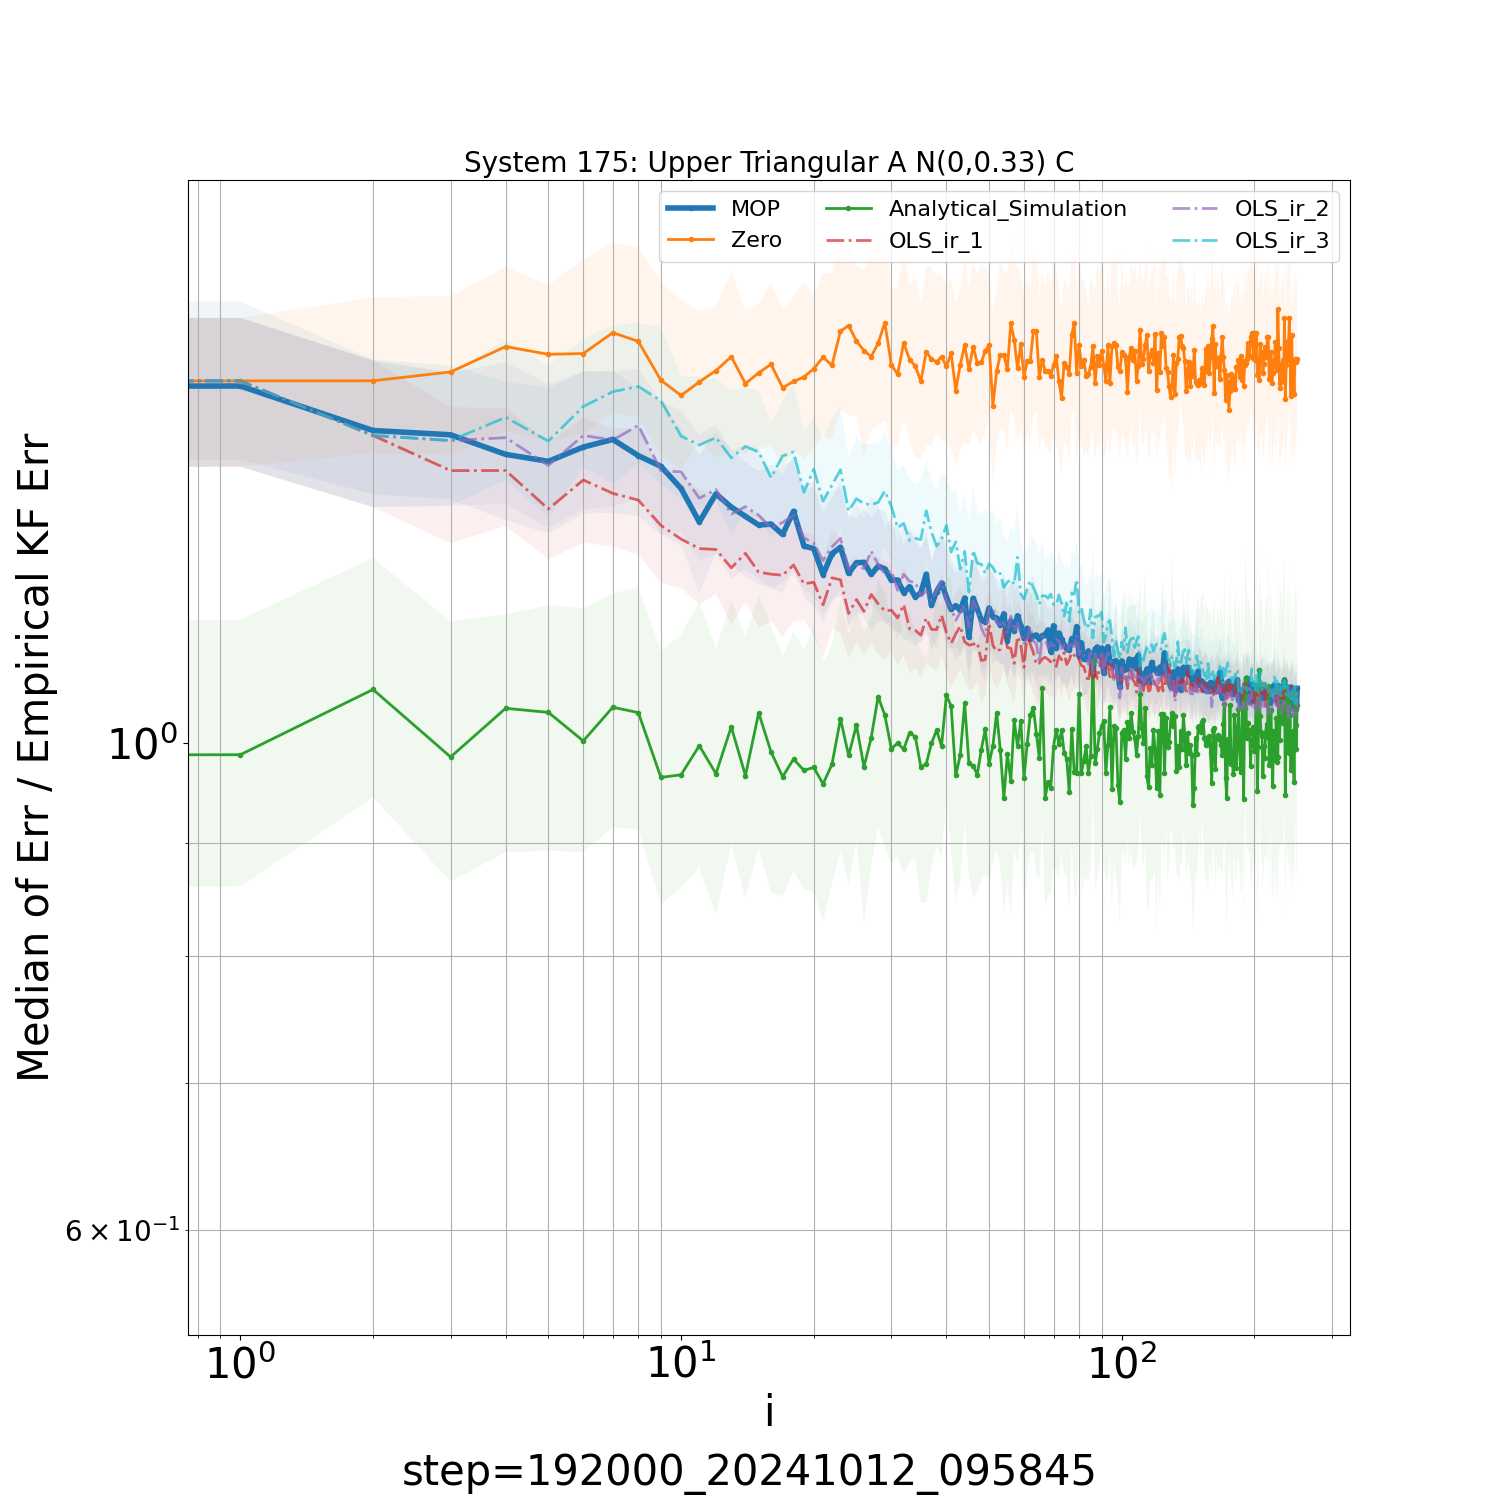 System 175: Upper Triangular A N(0,0.33) C
MOP
Zero
Analytical_Simulation
OLS_ir_1
OLS_ir_2
OLS_ir_3
Median of Err / Empirical KF Err
10⁰
6 × 10⁻¹
10⁰ 10¹ 10²
i
step=192000_20241012_095845